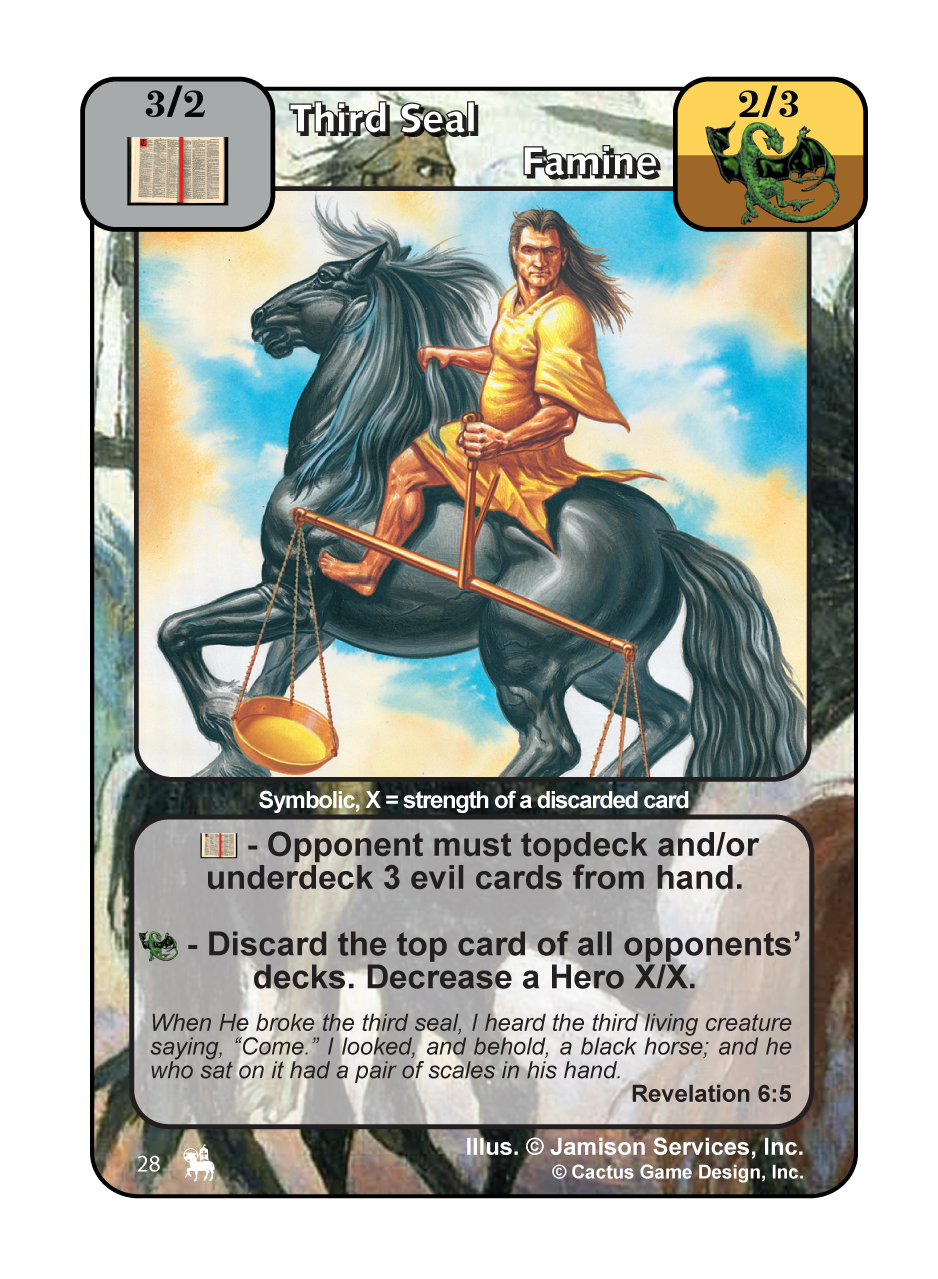 3/2
Third Seal
Famine
2/3
Symbolic, X = strength of a discarded card
- Opponent must topdeck and/or
underdeck 3 evil cards from hand.
- Discard the top card of all opponents’
decks. Decrease a Hero X/X.
When He broke the third seal, I heard the third living creature
saying, “Come.” I looked, and behold, a black horse; and he
who sat on it had a pair of scales in his hand.
Revelation 6:5
Illus. © Jamison Services, Inc.
28
© Cactus Game Design, Inc.